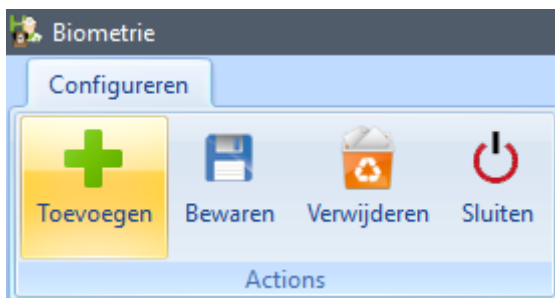 Biometrie
Configureren
Toevoegen Bewaren Verwijderen Sluiten
Actions